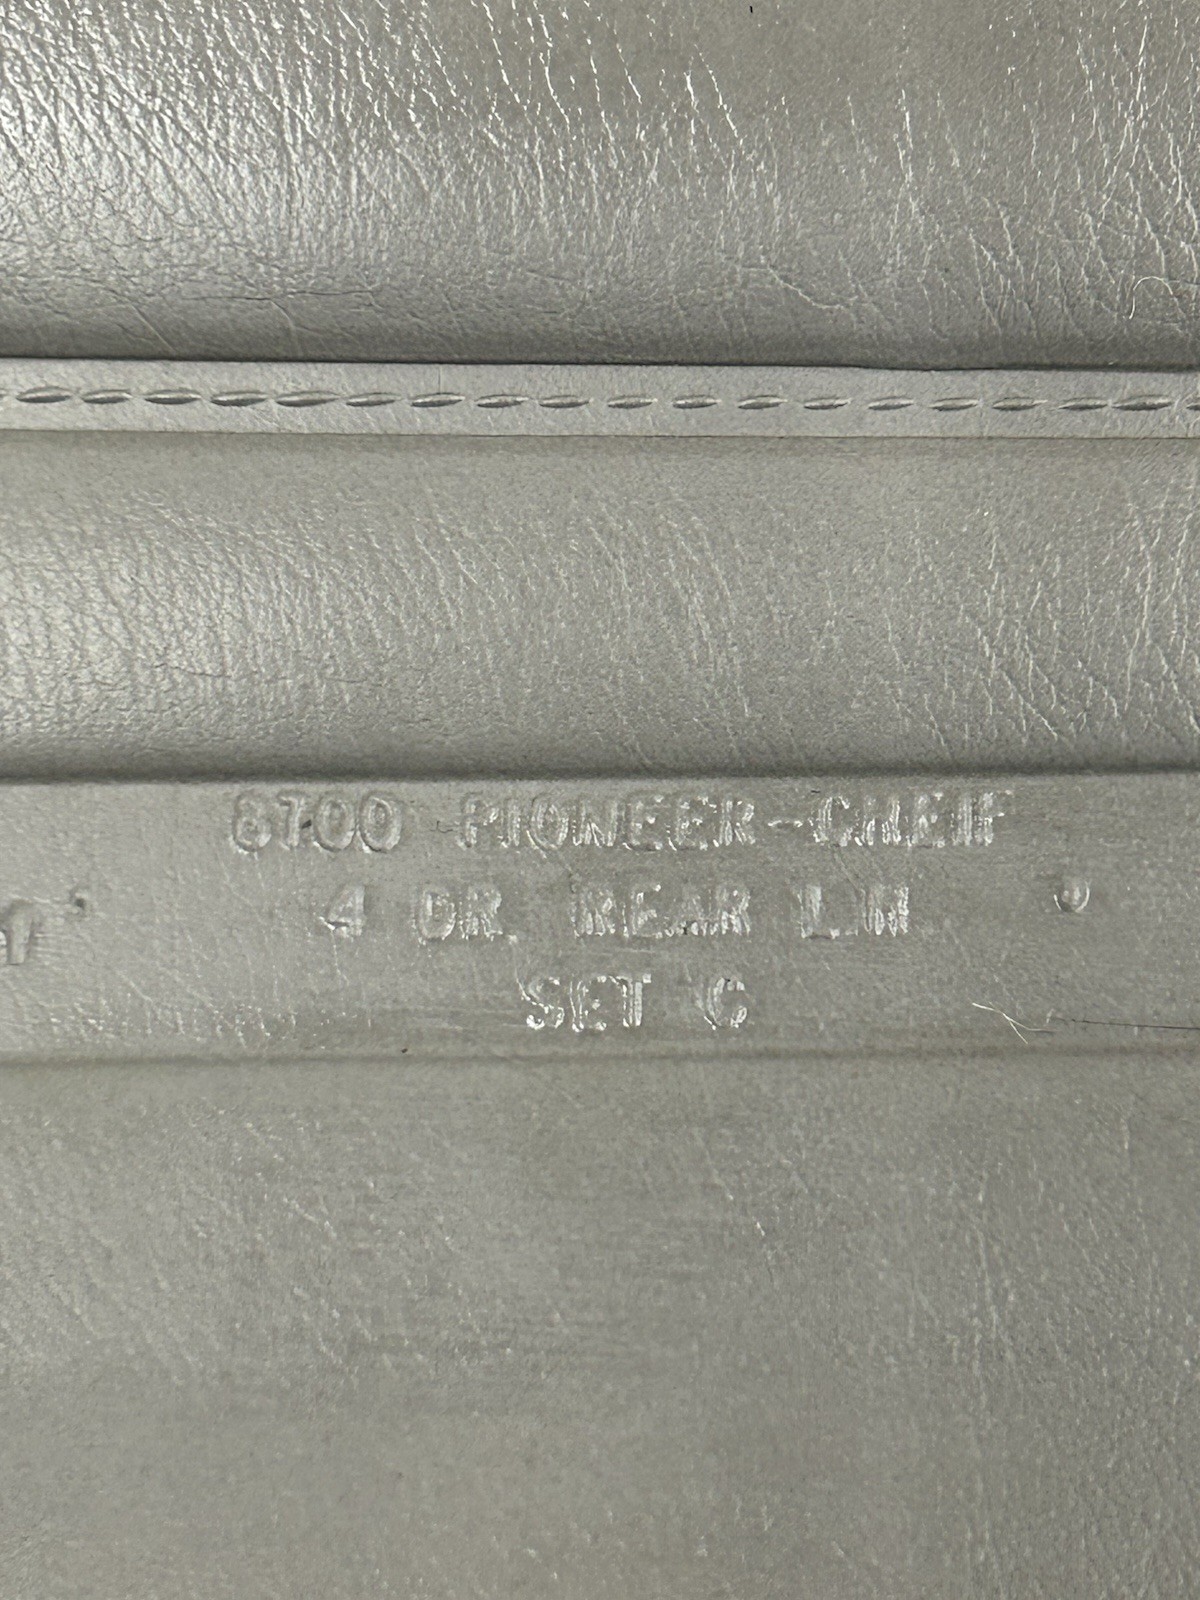 8700 PIONEER-CHEIF
4 DR. REAR L.H.
SET C